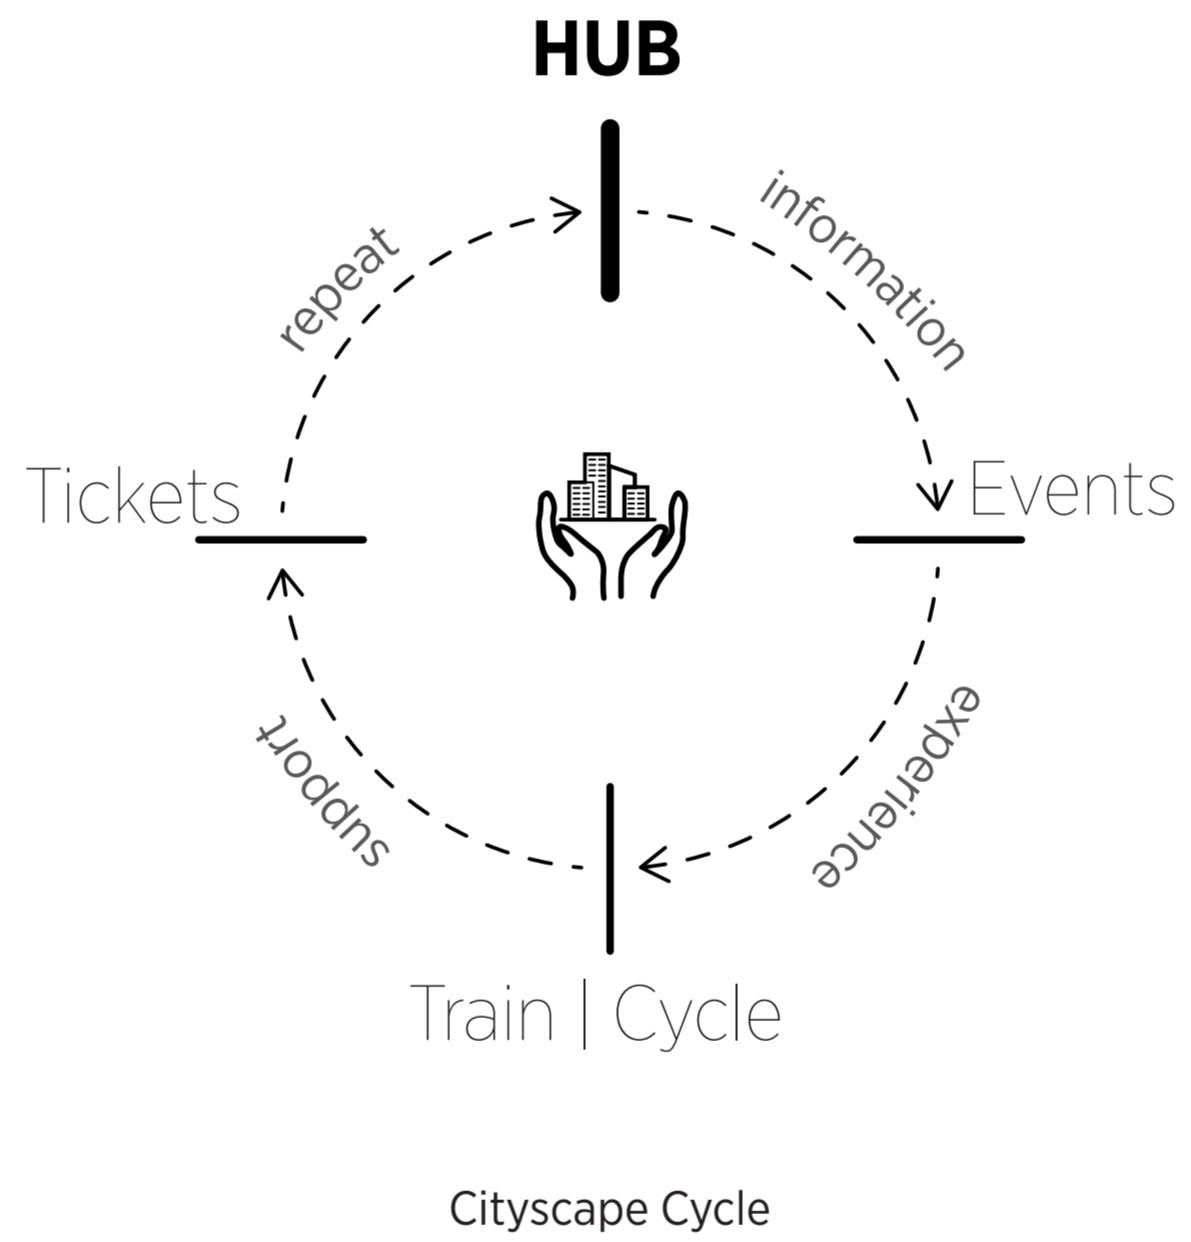 HUB
information
repeat
Tickets
Events
experience
support
Train | Cycle
Cityscape Cycle